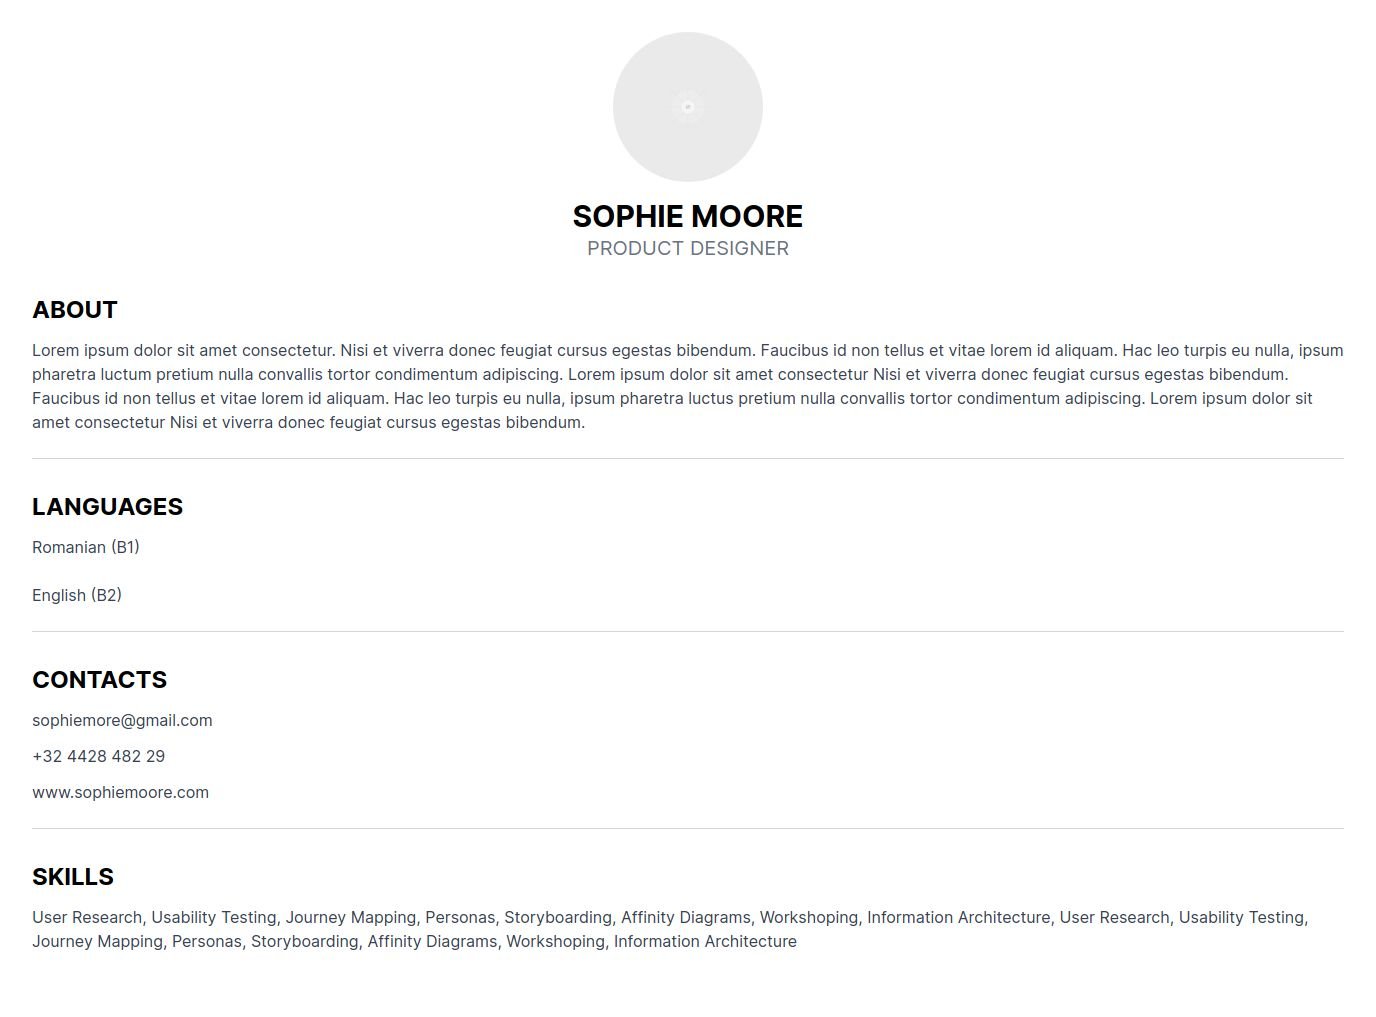 SOPHIE MOORE
PRODUCT DESIGNER
ABOUT
Lorem ipsum dolor sit amet consectetur. Nisi et viverra donec feugiat cursus egestas bibendum. Faucibus id non tellus et vitae lorem id aliquam. Hac leo turpis eu nulla, ipsum
pharetra luctum pretium nulla convallis tortor condimentum adipiscing. Lorem ipsum dolor sit amet consectetur Nisi et viverra donec feugiat cursus egestas bibendum.
Faucibus id non tellus et vitae lorem id aliquam. Hac leo turpis eu nulla, ipsum pharetra luctus pretium nulla convallis tortor condimentum adipiscing. Lorem ipsum dolor sit
amet consectetur Nisi et viverra donec feugiat cursus egestas bibendum.
LANGUAGES
Romanian (B1)
English (B2)
CONTACTS
sophiemore@gmail.com
+32 4428 482 29
www.sophiemoore.com
SKILLS
User Research, Usability Testing, Journey Mapping, Personas, Storyboarding, Affinity Diagrams, Workshoping, Information Architecture, User Research, Usability Testing,
Journey Mapping, Personas, Storyboarding, Affinity Diagrams, Workshoping, Information Architecture